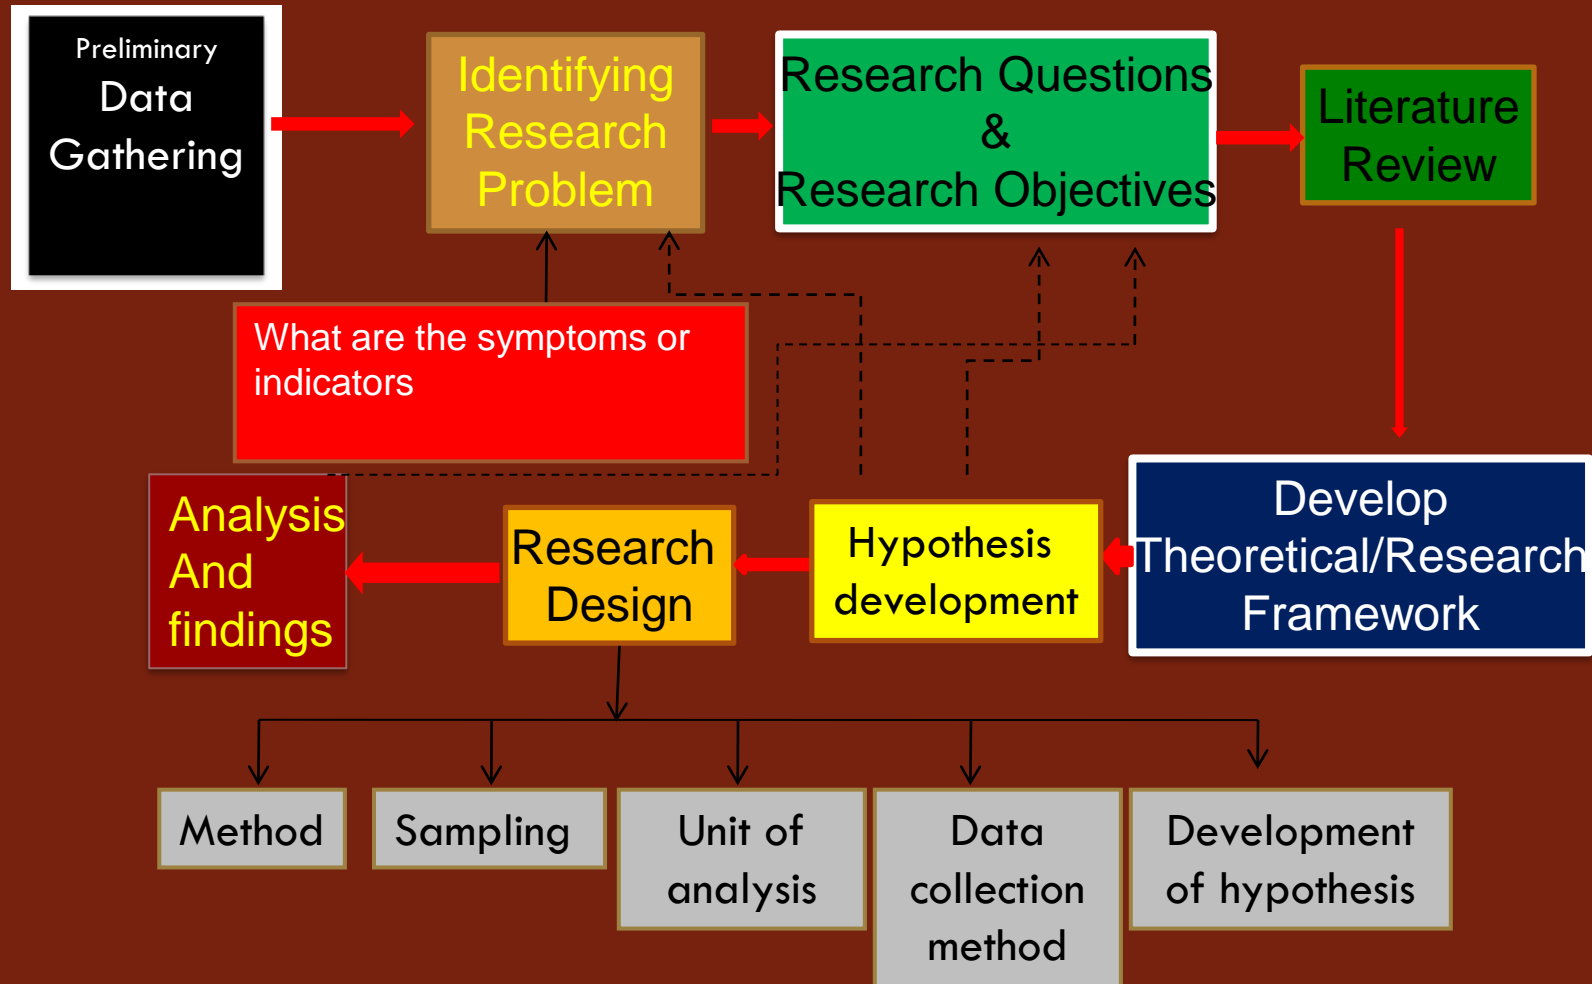 Preliminary
Data
Gathering
Identifying
Research
Problem
Research Questions
&
Research Objectives
Literature
Review
What are the symptoms or
indicators
Analysis
And
findings
Research
Design
Hypothesis
development
Develop
Theoretical/Research
Framework
Method
Sampling
Unit of
analysis
Data
collection
method
Development
of hypothesis